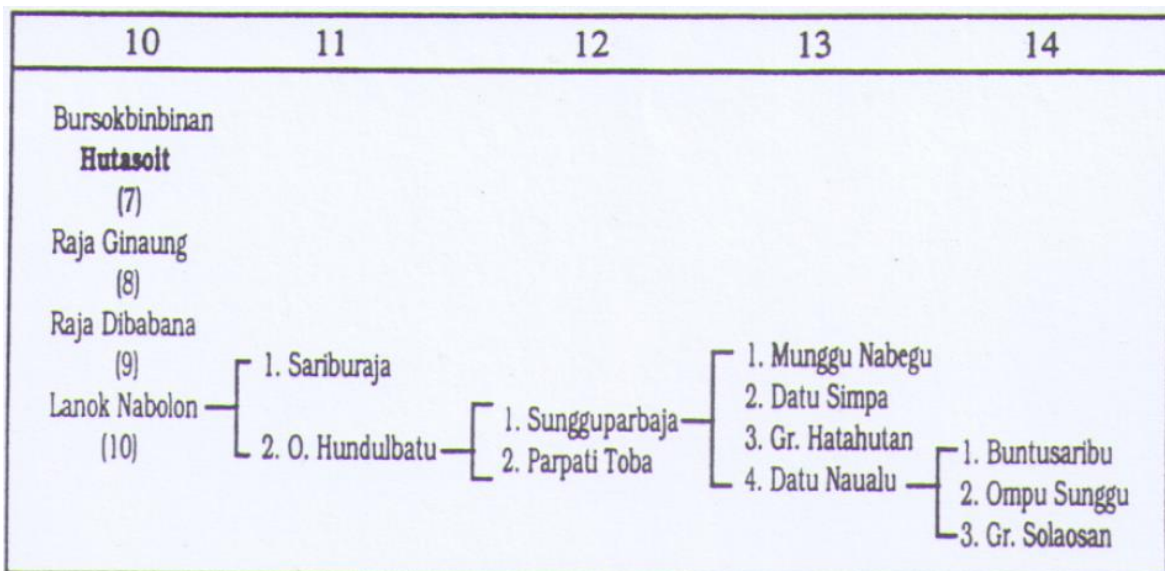 10 11 12 13 14
Bursokbinbinan
Hutasoit
(7)
Raja Ginaung
(8)
Raja Dibabana
(9)
Lanok Nabolon
(10)
1. Sariburaja
2. O. Hundulbatu
1. Sungguparbaja
2. Parpati Toba
1. Munggu Nabegu
2. Datu Simpa
3. Gr. Hatahutan
4. Datu Naualu
1. Buntusaribu
2. Ompu Sunggu
3. Gr. Solaosan